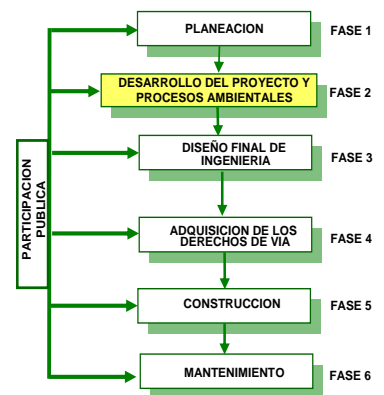 PLANEACION
FASE 1
DESARROLLO DEL PROYECTO Y
PROCESOS AMBIENTALES
FASE 2
DISEÑO FINAL DE
INGENIERIA
FASE 3
ADQUISICION DE LOS
DERECHOS DE VIA
FASE 4
CONSTRUCCION
FASE 5
MANTENIMIENTO
FASE 6
PARTICIPACION
PUBLICA